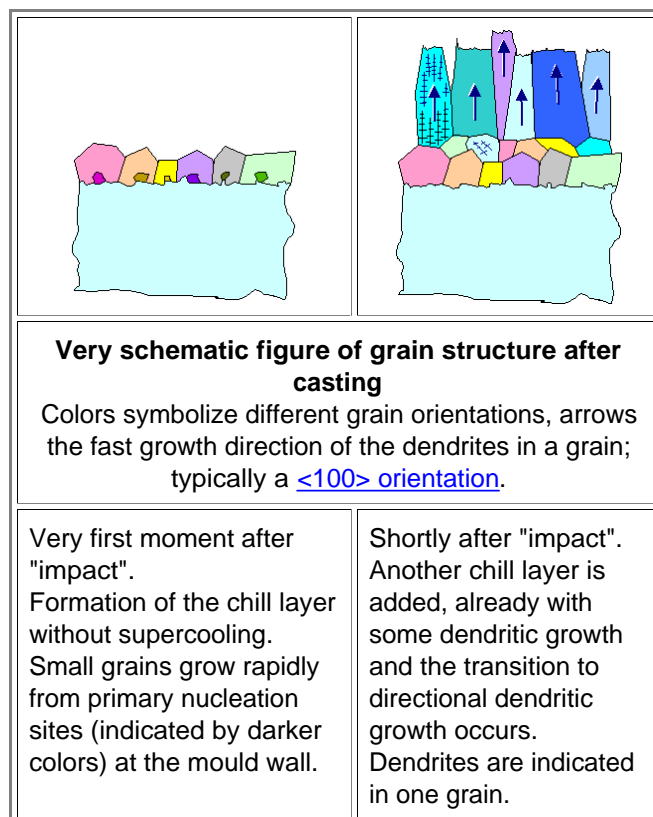 Very schematic figure of grain structure after
casting
Colors symbolize different grain orientations, arrows
the fast growth direction of the dendrites in a grain;
typically a <100> orientation.
Very first moment after
"impact".
Formation of the chill layer
without supercooling.
Small grains grow rapidly
from primary nucleation
sites (indicated by darker
colors) at the mould wall.
Shortly after "impact".
Another chill layer is
added, already with
some dendritic growth
and the transition to
directional dendritic
growth occurs.
Dendrites are indicated
in one grain.